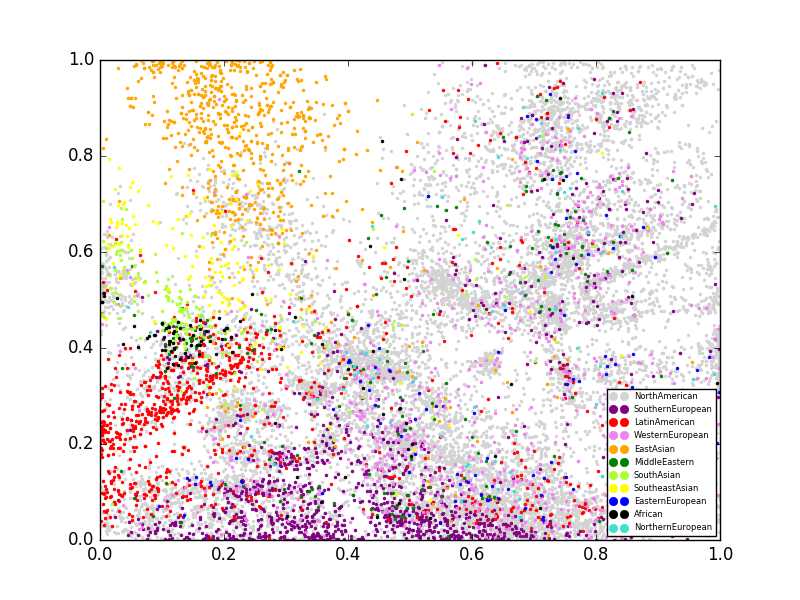 1.0
0.8
0.6
0.4
0.2
0.0
0.0 0.2 0.4 0.6 0.8 1.0
NorthAmerican
SouthernEuropean
LatinAmerican
WesternEuropean
EastAsian
MiddleEastern
SouthAsian
SoutheastAsian
EasternEuropean
African
NorthernEuropean